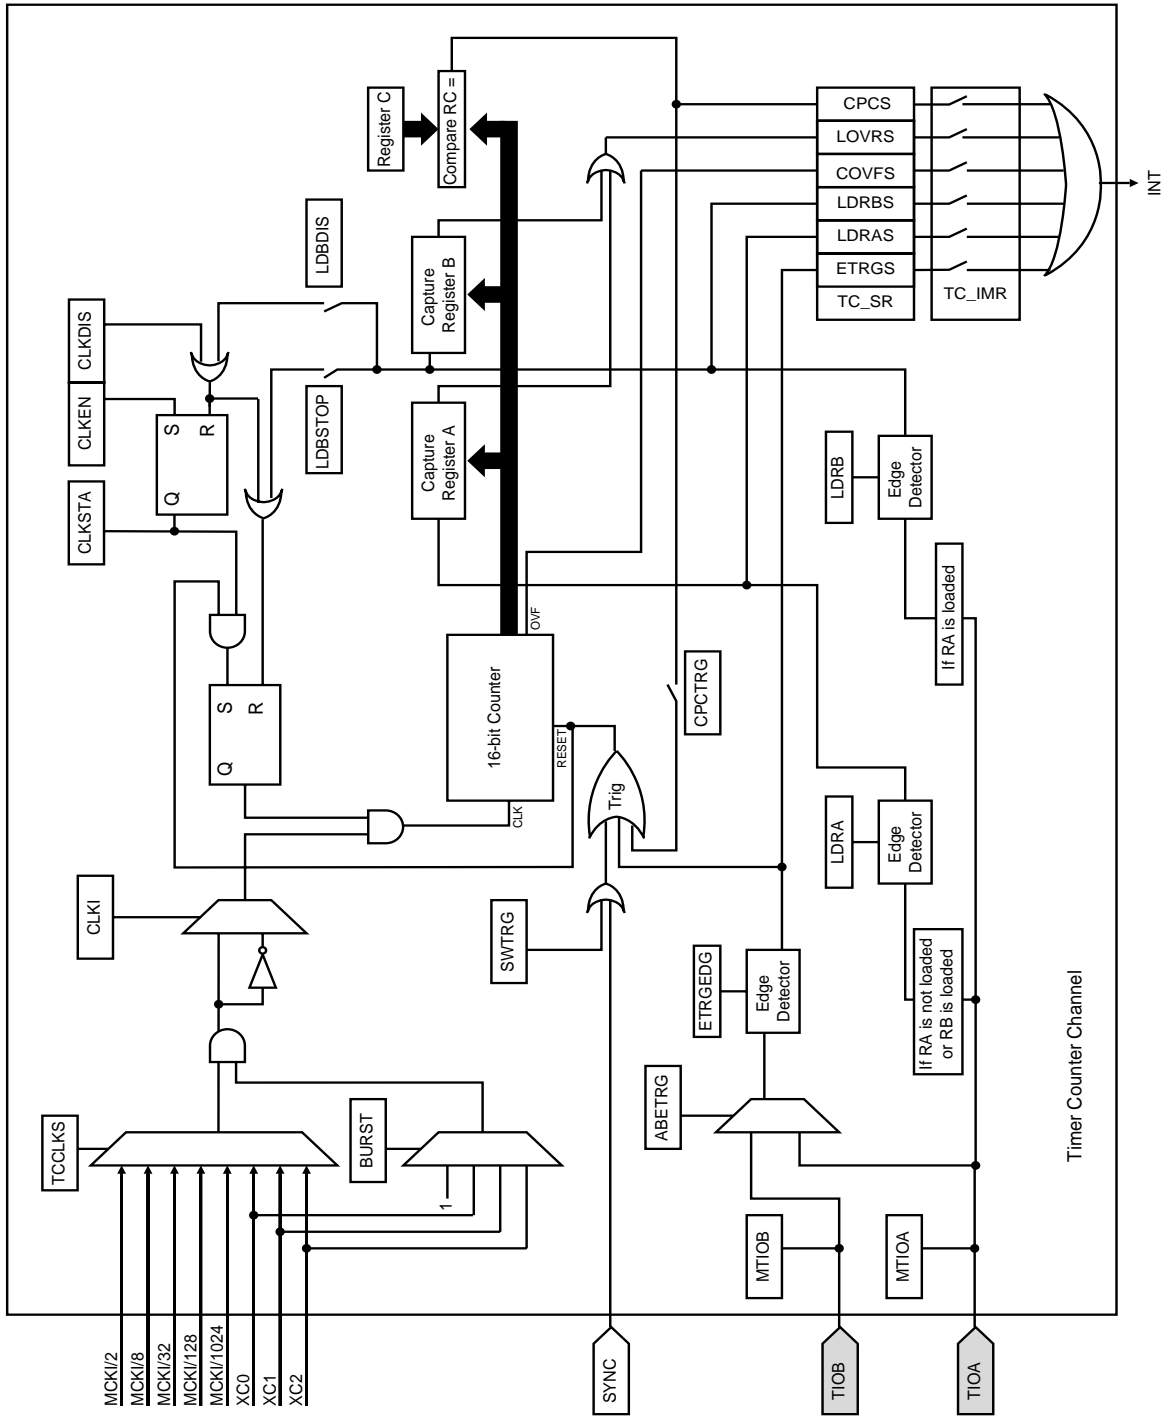 MCKI/2
MCKI/8
MCKI/32
MCKI/128
MCKI/1024
XC0
XC1
XC2
TCCLKS
BURST
1
CLKI
CLKSTA
CLKEN
CLKDIS
Q
S
R
Q
S
R
LDBSTOP
LDBDIS
Register C
Compare RC =
Capture
Register A
Capture
Register B
16-bit Counter
CLK
RESET
OVF
Trig
CPCTRG
SWTRG
SYNC
ABETRG
ETRGEDG
Edge
Detector
MTIOB
TIOB
MTIOA
TIOA
If RA is not loaded
or RB is loaded
LDRA
Edge
Detector
If RA is loaded
LDRB
Edge
Detector
CPCS
LOVRS
COVFS
LDRBS
LDRAS
ETRGS
TC_SR
TC_IMR
INT
Timer Counter Channel